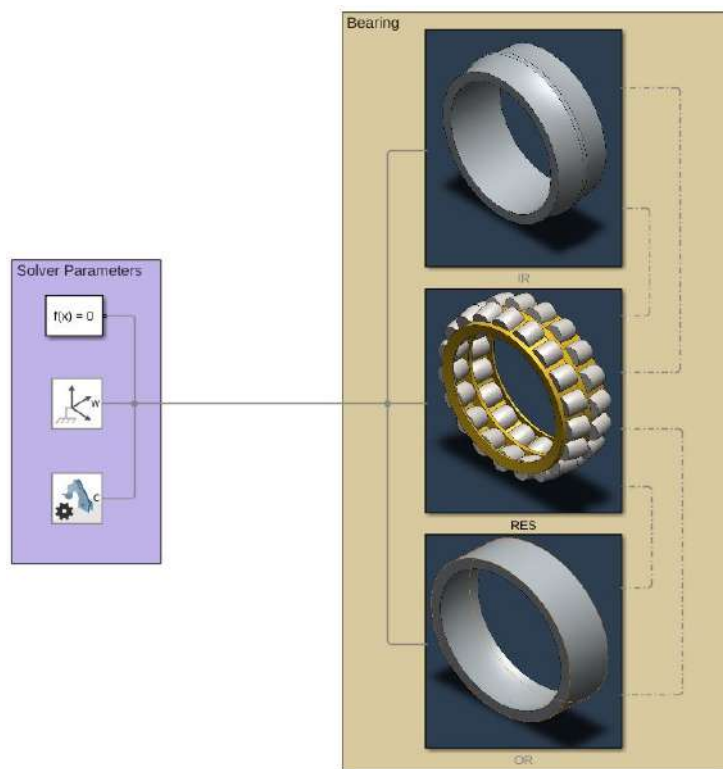 Bearing
IR
Solver Parameters
f(x) = 0
W
C
RES
OR